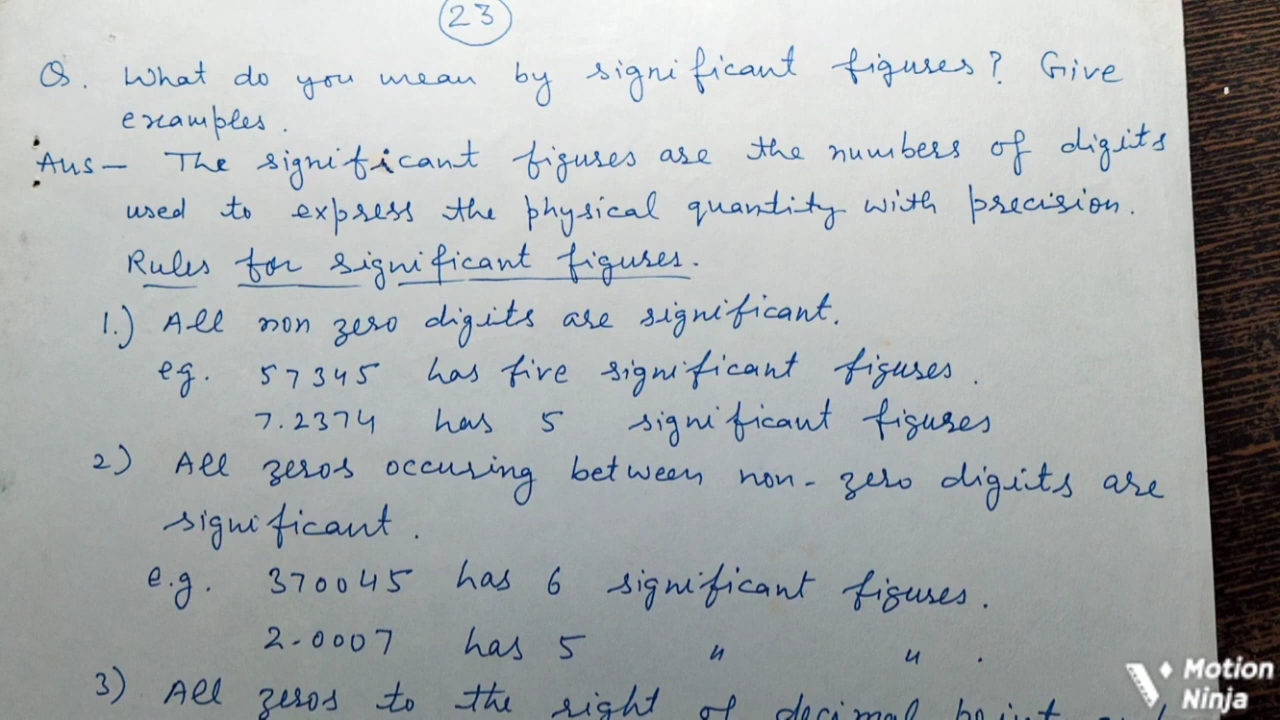 23
Q. What do you mean by significant figures? Give
examples.
Ans — The significant figures are the numbers of digits
used to express the physical quantity with precision.
Rules for significant figures.
1.) All non zero digits are significant.
eg. 57345 has five significant figures.
7.2374 has 5 significant figures
2) All zeros occuring between non-zero digits are
significant.
e.g. 370045 has 6 significant figures.
2.0007 has 5 " " .
3) All zeros to the right of decimal point
Motion
Ninja